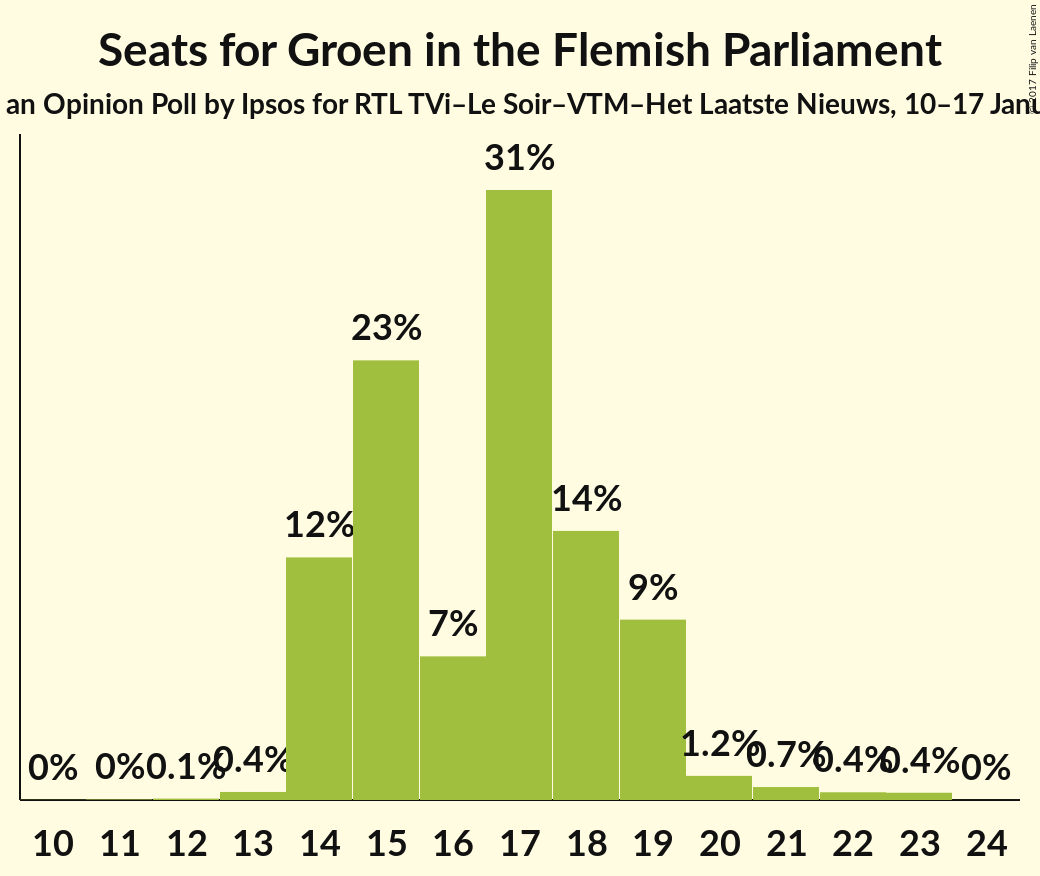 Seats for Groen in the Flemish Parliament
an Opinion Poll by Ipsos for RTL TVi–Le Soir–VTM–Het Laatste Nieuws, 10–17 Janu
© 2017 Filip van Laenen
31%
23%
14%
12%
9%
7%
0% 0% 0.1% 0.4% 1.2% 0.7% 0.4% 0.4% 0%
10 11 12 13 14 15 16 17 18 19 20 21 22 23 24